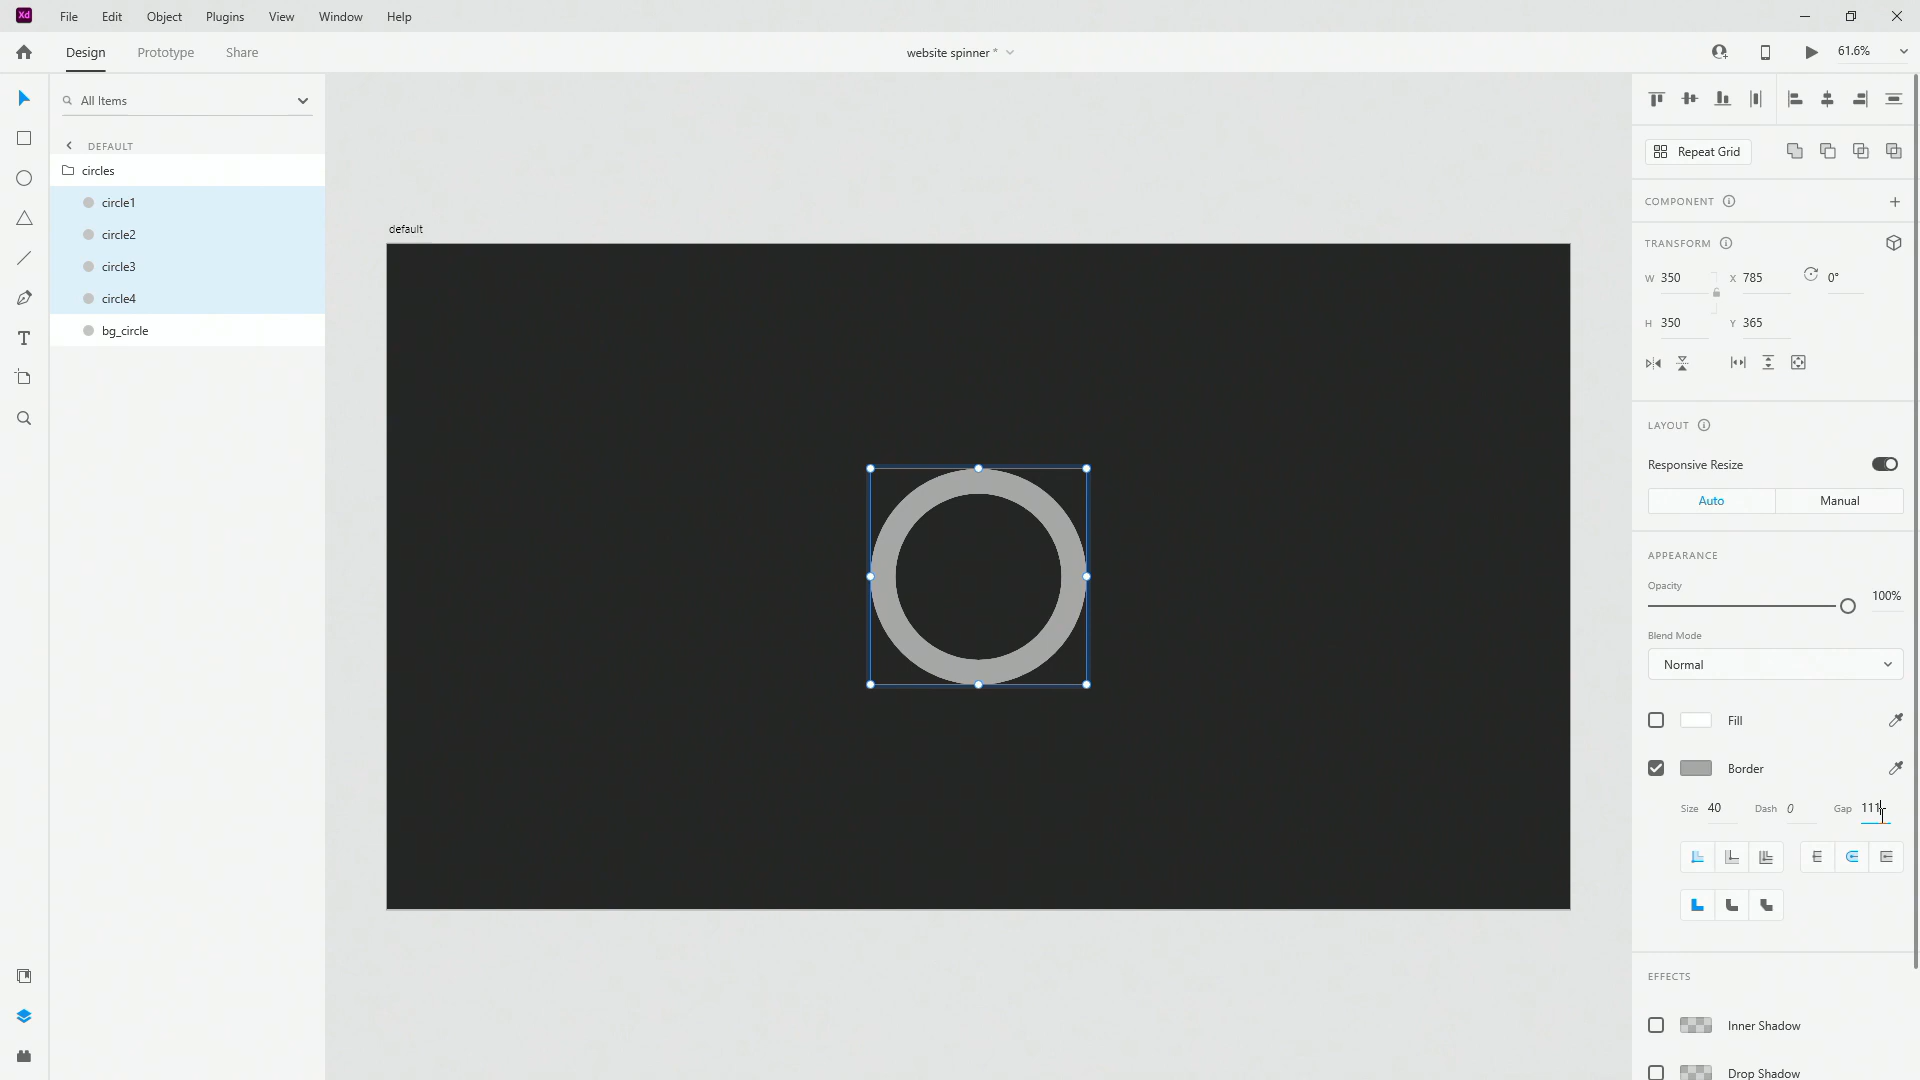 Xd File Edit Object Plugins View Window Help
Design Prototype Share website spinner * 61.6%
All Items
DEFAULT
circles
circle1
circle2
circle3
circle4
bg_circle
default
Repeat Grid
COMPONENT
TRANSFORM
W 350 X 785 0°
H 350 Y 365
LAYOUT
Responsive Resize
Auto Manual
APPEARANCE
Opacity
100%
Blend Mode
Normal
Fill
Border
Size 40 Dash 0 Gap 111
EFFECTS
Inner Shadow
Drop Shadow